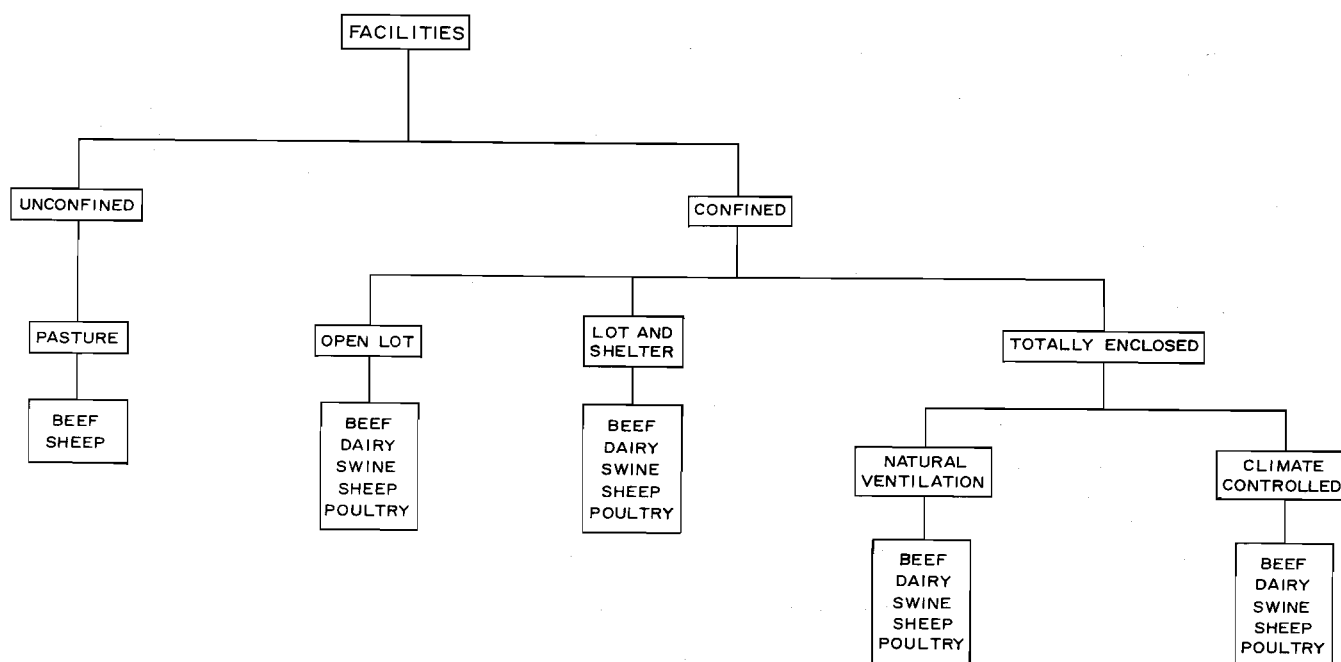 FACILITIES
UNCONFINED
CONFINED
PASTURE
OPEN LOT
LOT AND
SHELTER
TOTALLY ENCLOSED
BEEF
SHEEP
BEEF
DAIRY
SWINE
SHEEP
POULTRY
BEEF
DAIRY
SWINE
SHEEP
POULTRY
NATURAL
VENTILATION
CLIMATE
CONTROLLED
BEEF
DAIRY
SWINE
SHEEP
POULTRY
BEEF
DAIRY
SWINE
SHEEP
POULTRY